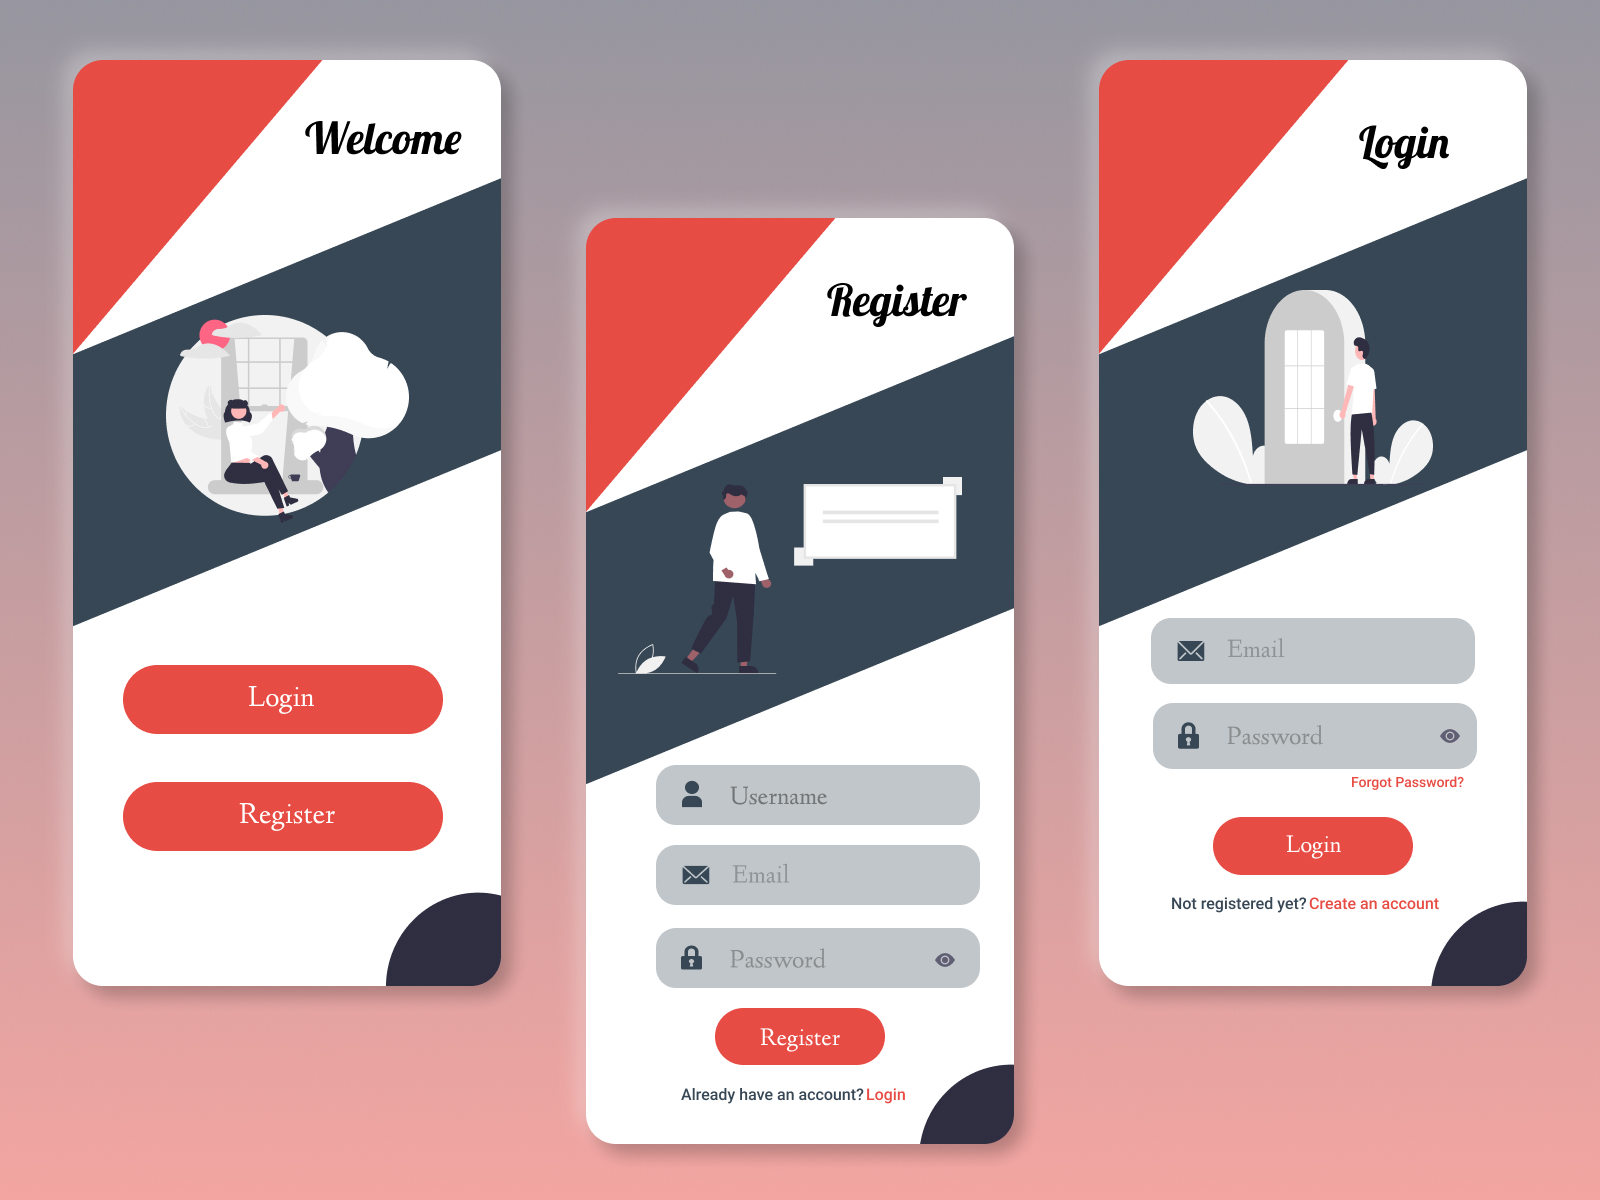 Welcome
Login
Register
Register
Username
Email
Password
Register
Already have an account? Login
Login
Email
Password
Forgot Password?
Login
Not registered yet? Create an account